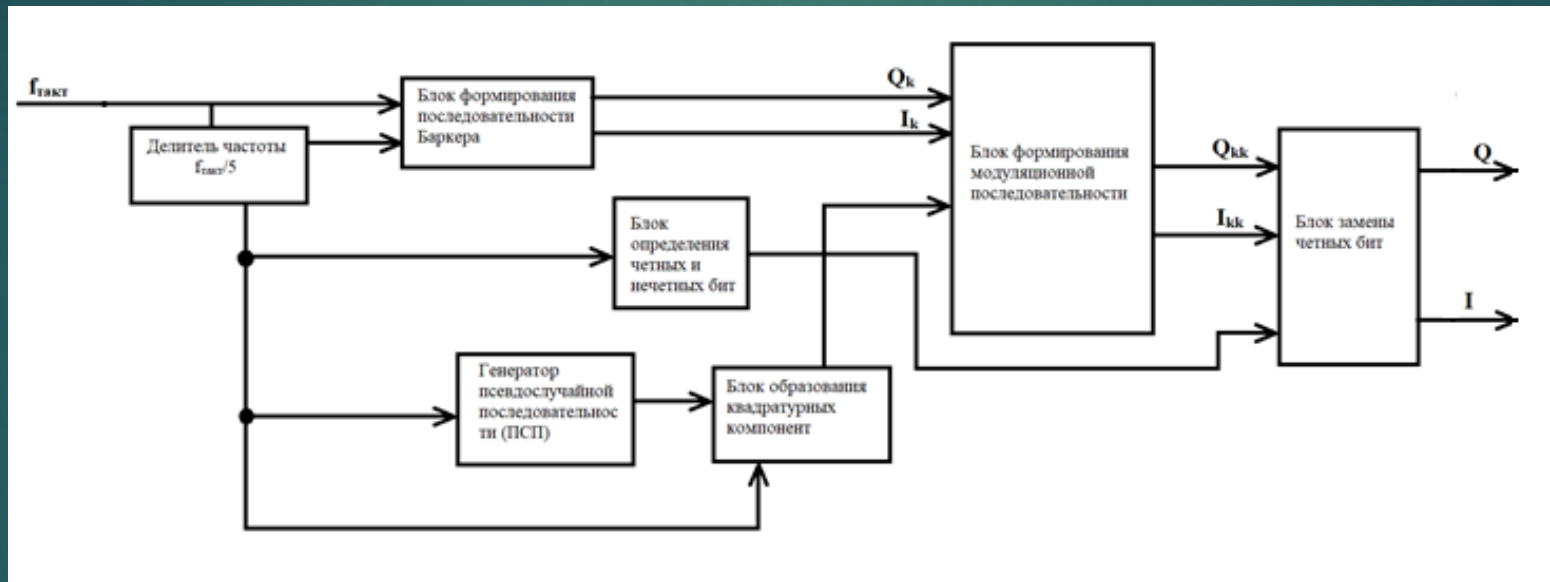 fтакт
Делитель частоты
fтакт/5
Блок формирования
последовательности
Баркера
Qk
Ik
Блок
определения
четных и
нечетных бит
Генератор
псевдослучайной
последовательнос
ти (ПСП)
Блок образования
квадратурных
компонент
Блок формирования
модуляционной
последовательности
Qkk
Ikk
Блок замены
четных бит
Q
I